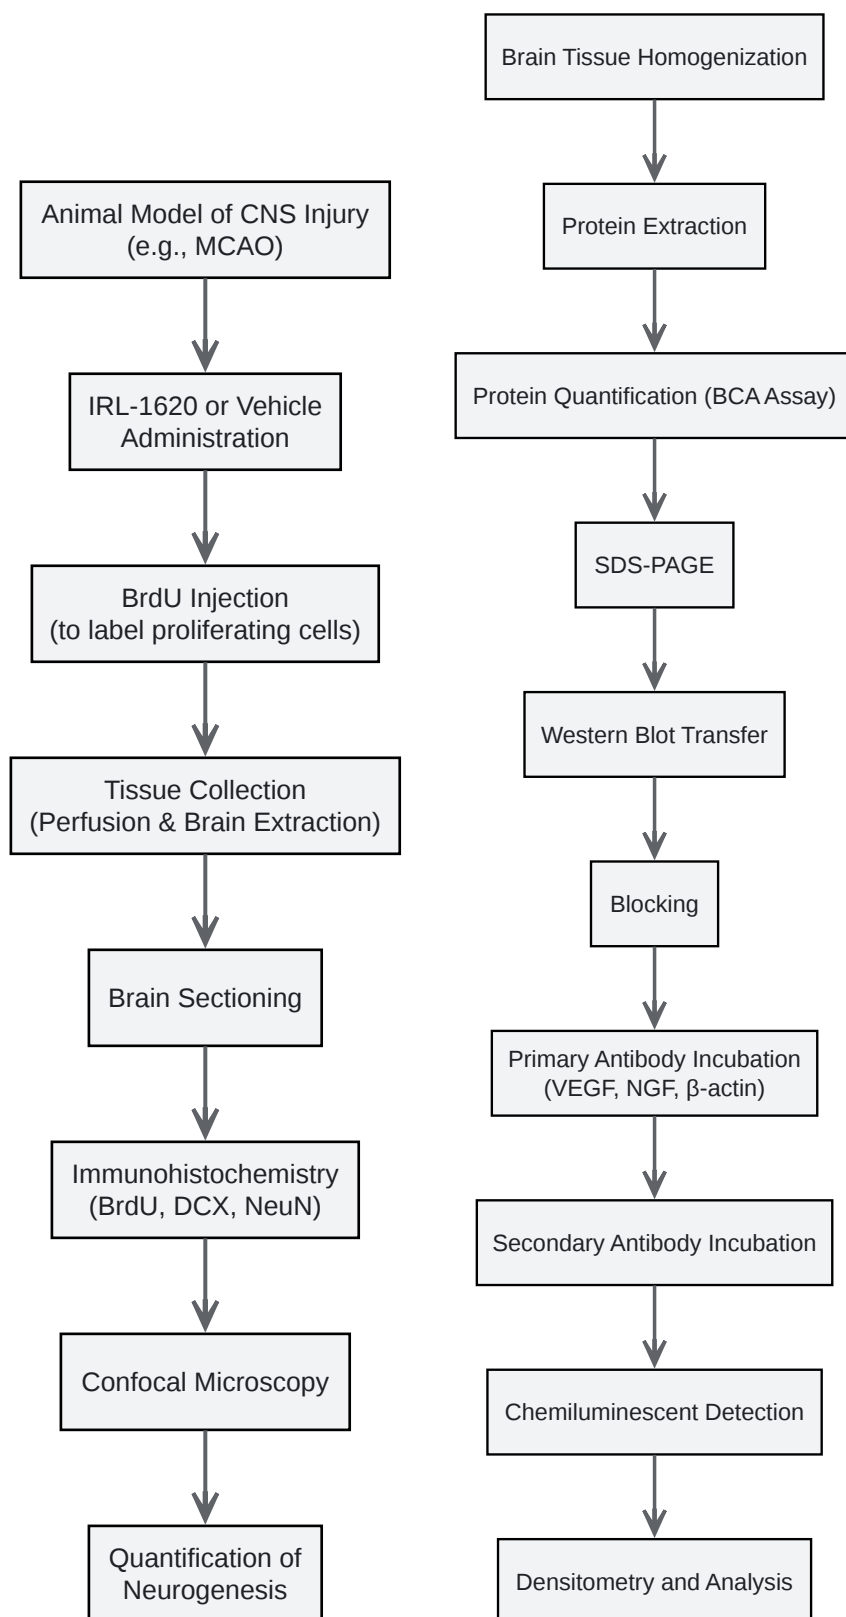 Animal Model of CNS Injury
(e.g., MCAO)
IRL-1620 or Vehicle
Administration
BrdU Injection
(to label proliferating cells)
Tissue Collection
(Perfusion & Brain Extraction)
Brain Sectioning
Immunohistochemistry
(BrdU, DCX, NeuN)
Confocal Microscopy
Quantification of
Neurogenesis
Brain Tissue Homogenization
Protein Extraction
Protein Quantification (BCA Assay)
SDS-PAGE
Western Blot Transfer
Blocking
Primary Antibody Incubation
(VEGF, NGF, β-actin)
Secondary Antibody Incubation
Chemiluminescent Detection
Densitometry and Analysis